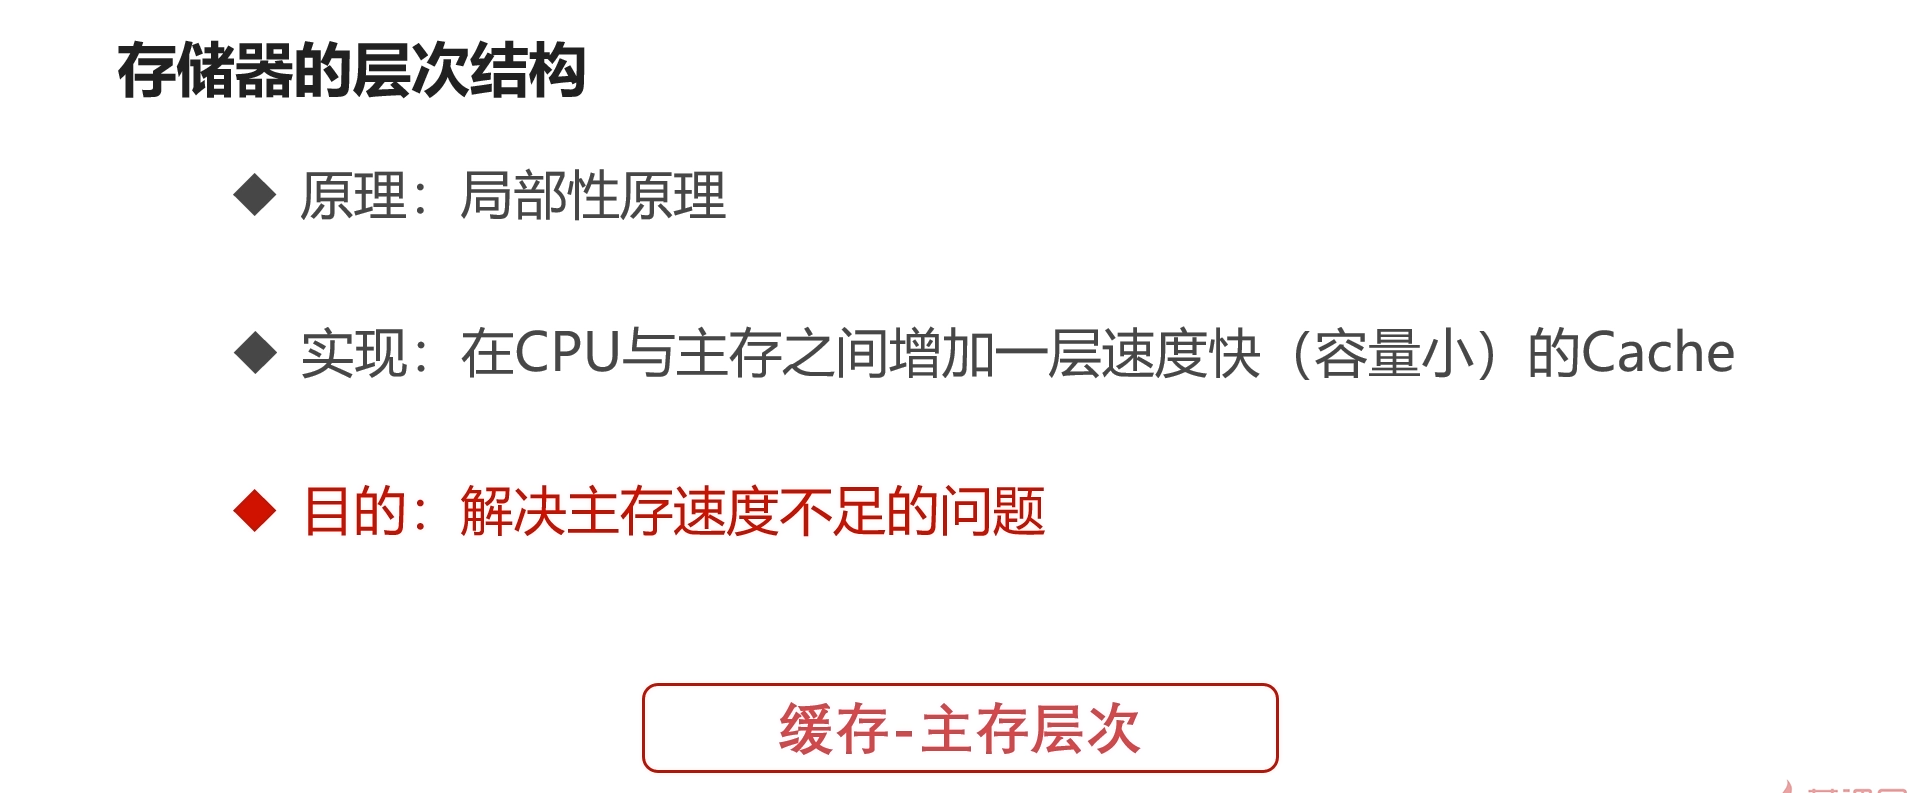 存储器的层次结构
原理：局部性原理
实现：在CPU与主存之间增加一层速度快（容量小）的Cache
目的：解决主存速度不足的问题
缓存-主存层次